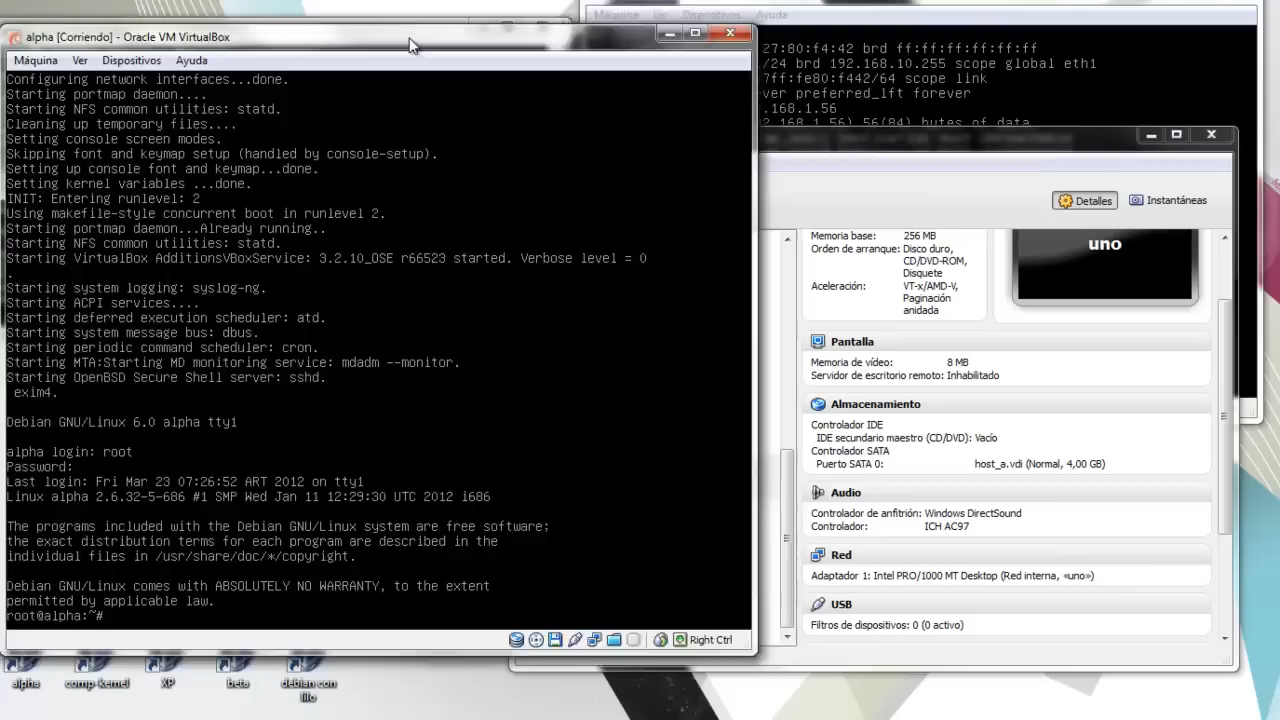 alpha [Corriendo] - Oracle VM VirtualBox
Máquina Ver Dispositivos Ayuda
Configuring network interfaces...done.
Starting portmap daemon....
Starting NFS common utilities: statd.
Cleaning up temporary files....
Setting console screen modes.
Skipping font and keymap setup (handled by console-setup).
Setting up console font and keymap...done.
Setting kernel variables ...done.
INIT: Entering runlevel: 2
Using makefile-style concurrent boot in runlevel 2.
Starting portmap daemon...Already running..
Starting NFS common utilities: statd.
Starting VirtualBox AdditionsVBoxService: 3.2.10_OSE r66523 started. Verbose level = 0
.
Starting system logging: syslog-ng.
Starting ACPI services....
Starting deferred execution scheduler: atd.
Starting system message bus: dbus.
Starting periodic command scheduler: cron.
Starting MTA:Starting MD monitoring service: mdadm --monitor.
Starting OpenBSD Secure Shell server: sshd.
exim4.
Debian GNU/Linux 6.0 alpha tty1
alpha login: root
Password:
Last login: Fri Mar 23 07:26:52 ART 2012 on tty1
Linux alpha 2.6.32-5-686 #1 SMP Wed Jan 11 12:29:30 UTC 2012 i686
The programs included with the Debian GNU/Linux system are free software;
the exact distribution terms for each program are described in the
individual files in /usr/share/doc/*/copyright.
Debian GNU/Linux comes with ABSOLUTELY NO WARRANTY, to the extent
permitted by applicable law.
root@alpha:~#
Right Ctrl
Máquina Ver Dispositivos Ayuda
27:80:f4:42 brd ff:ff:ff:ff:ff:ff
/24 brd 192.168.10.255 scope global eth1
7ff:fe80:f442/64 scope link
ver preferred_lft forever
.168.1.56
2.168.1.56) 56(84) bytes of data.
Detalles Instantáneas
Memoria base: 256 MB
Orden de arranque: Disco duro,
CD/DVD-ROM,
Disquete
Aceleración: VT-x/AMD-V,
Paginación
anidada
uno
Pantalla
Memoria de vídeo: 8 MB
Servidor de escritorio remoto: Inhabilitado
Almacenamiento
Controlador IDE
IDE secundario maestro (CD/DVD): Vacío
Controlador SATA
Puerto SATA 0: host_a.vdi (Normal, 4,00 GB)
Audio
Controlador de anfitrión: Windows DirectSound
Controlador: ICH AC97
Red
Adaptador 1: Intel PRO/1000 MT Desktop (Red interna, «uno»)
USB
Filtros de dispositivos: 0 (0 activo)
alpha
comp-kernel
XP
beta
debian con
filo